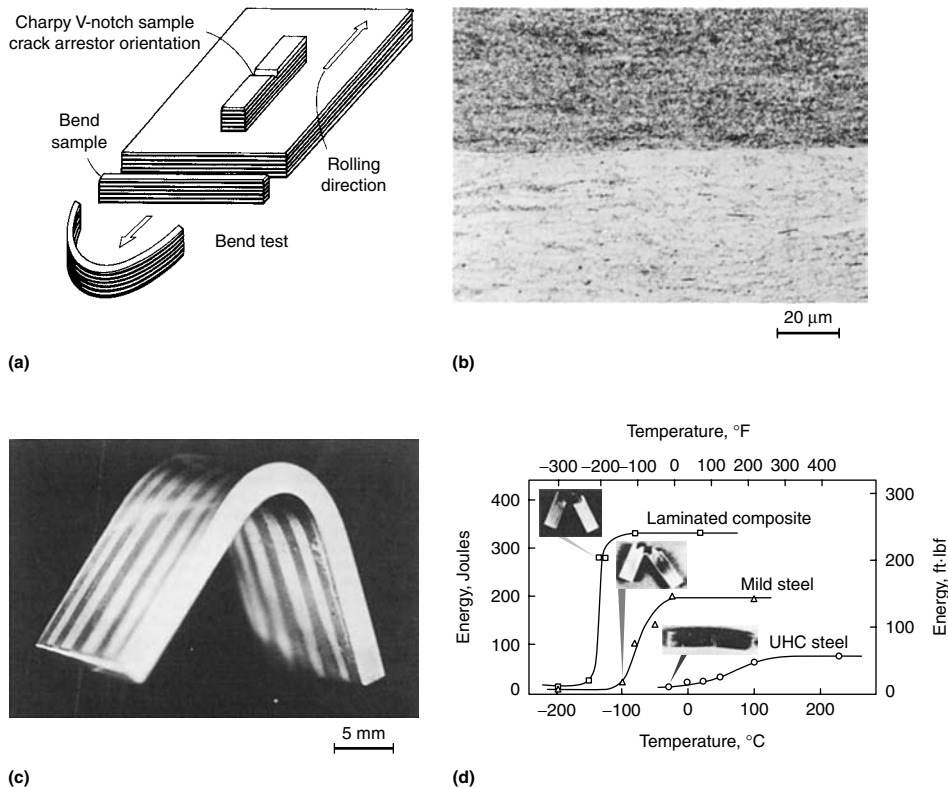 Charpy V-notch sample
crack arrestor orientation
Bend
sample
Rolling
direction
Bend test
(a)
20 μm
(b)
5 mm
(c)
Temperature, °F
−300 −200 −100 0 100 200 400
400
300
200
100
0
Energy, Joules
Laminated composite
Mild steel
UHC steel
300
200
100
0
Energy, ft·lbf
−200 −100 0 100 200
Temperature, °C
(d)